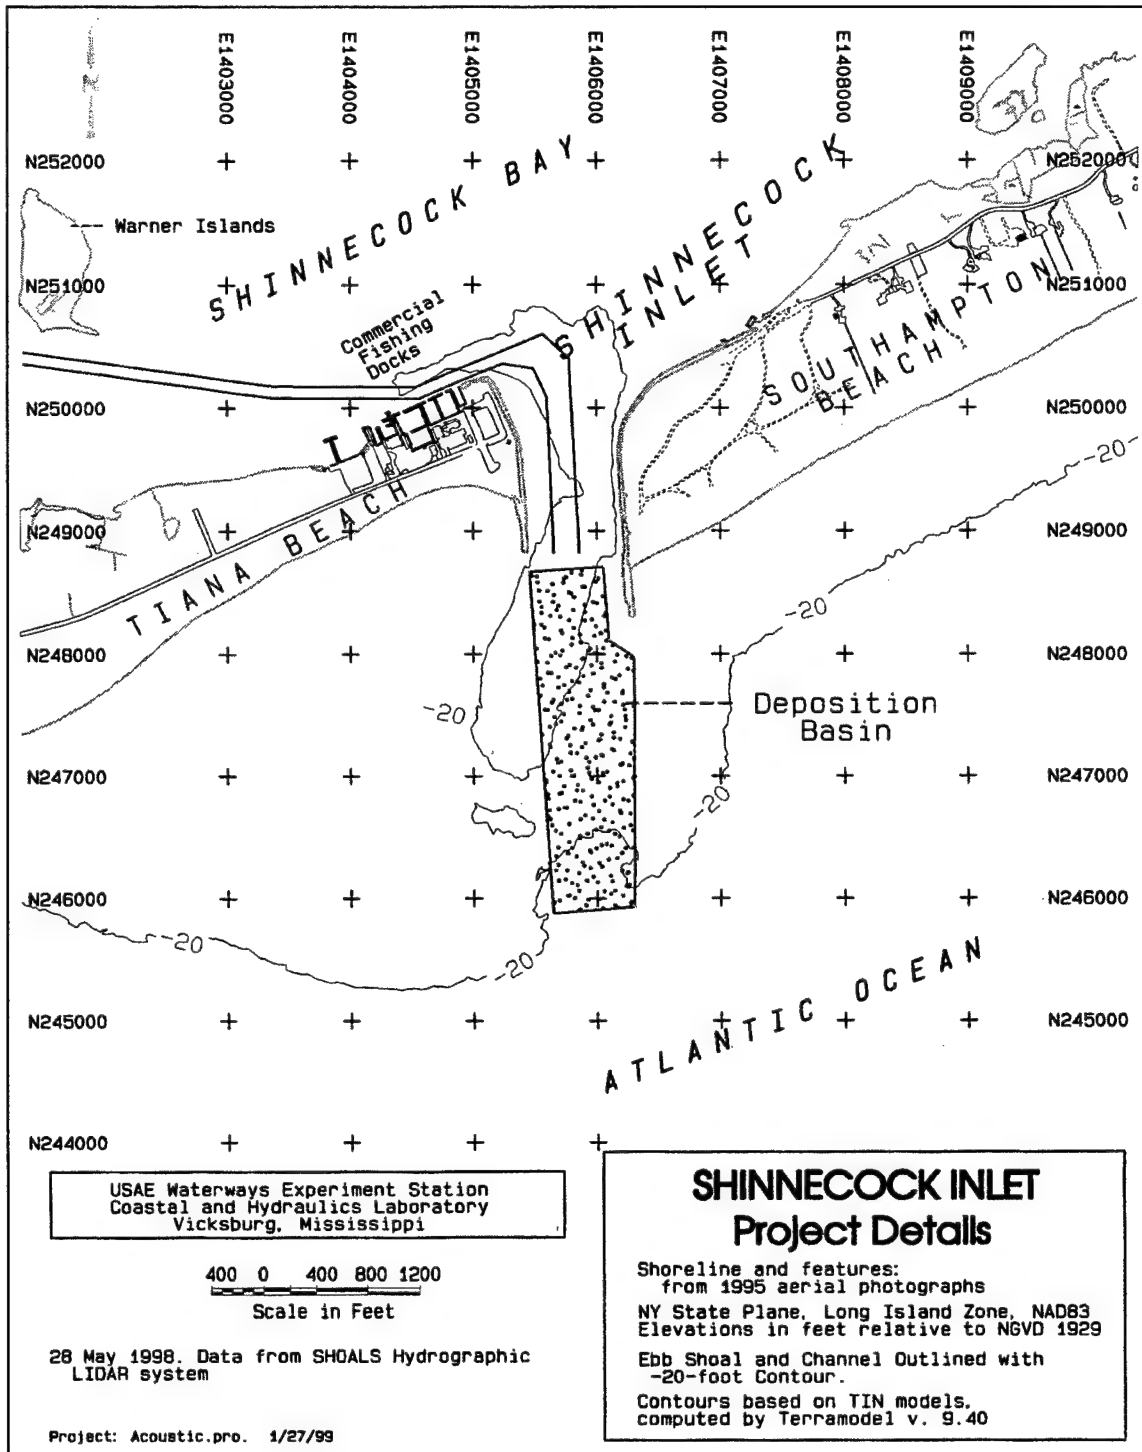 E1403000
E1404000
E1405000
E1406000
E1407000
E1408000
E1409000
N252000
N252000
Warner Islands
SHINNECOCK BAY
SHINNECOCK
INLET
N251000
N251000
Commercial
Fishing
Docks
SOUTHAMPTON
BEACH
N250000
N250000
-20
N249000
N249000
TIANA BEACH
-20
N248000
N248000
-20
Deposition
Basin
N247000
N247000
-20
N246000
N246000
-20
-20
ATLANTIC OCEAN
N245000
N245000
N244000
USAE Waterways Experiment Station
Coastal and Hydraulics Laboratory
Vicksburg, Mississippi
400 0 400 800 1200
Scale in Feet
28 May 1998. Data from SHOALS Hydrographic
LIDAR system
Project: Acoustic.pro. 1/27/99
SHINNECOCK INLET
Project Details
Shoreline and features:
from 1995 aerial photographs
NY State Plane, Long Island Zone, NAD83
Elevations in feet relative to NGVD 1929
Ebb Shoal and Channel Outlined with
-20-foot Contour.
Contours based on TIN models,
computed by Terramodel v. 9.40